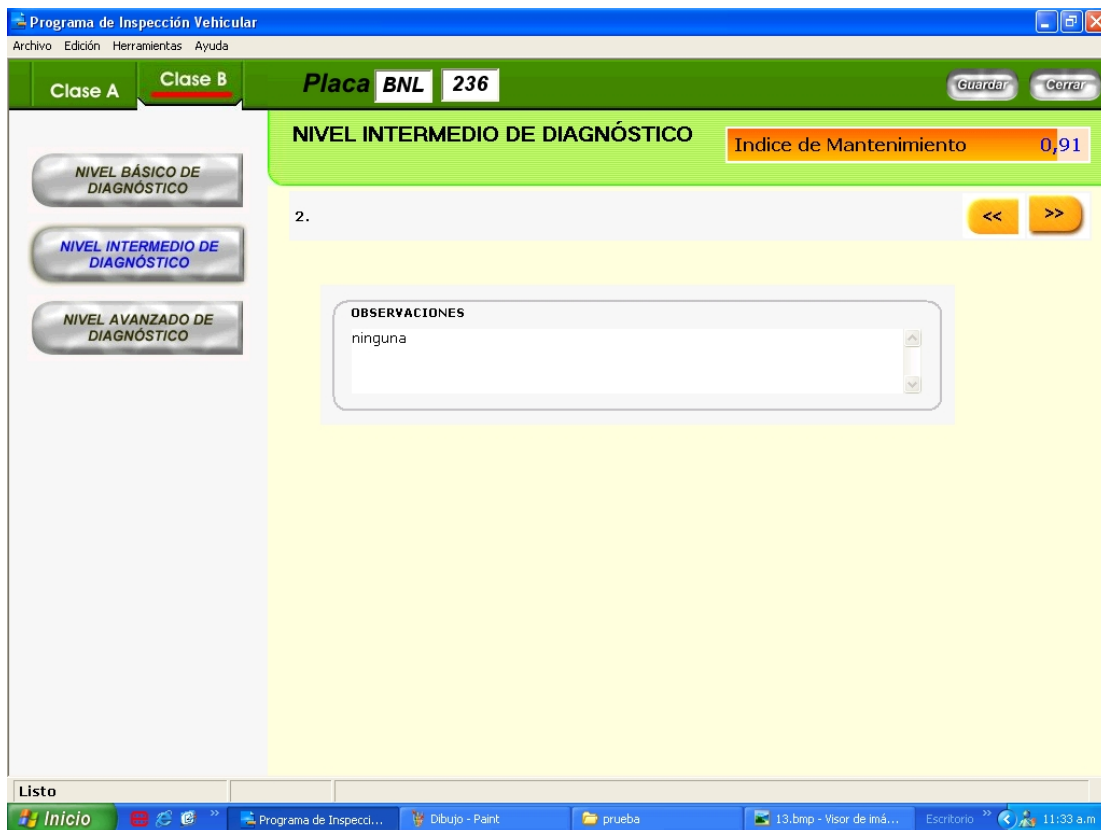 Programa de Inspección Vehicular
Archivo Edición Herramientas Ayuda
Clase A Clase B Placa BNL 236 Guardar Cerrar
NIVEL INTERMEDIO DE DIAGNÓSTICO
Indice de Mantenimiento 0,91
NIVEL BÁSICO DE
DIAGNÓSTICO
2. << >>
NIVEL INTERMEDIO DE
DIAGNÓSTICO
NIVEL AVANZADO DE
DIAGNÓSTICO
OBSERVACIONES
ninguna
Listo
Inicio Programa de Inspecci... Dibujo - Paint prueba 13.bmp - Visor de imá... Escritorio 11:33 a.m